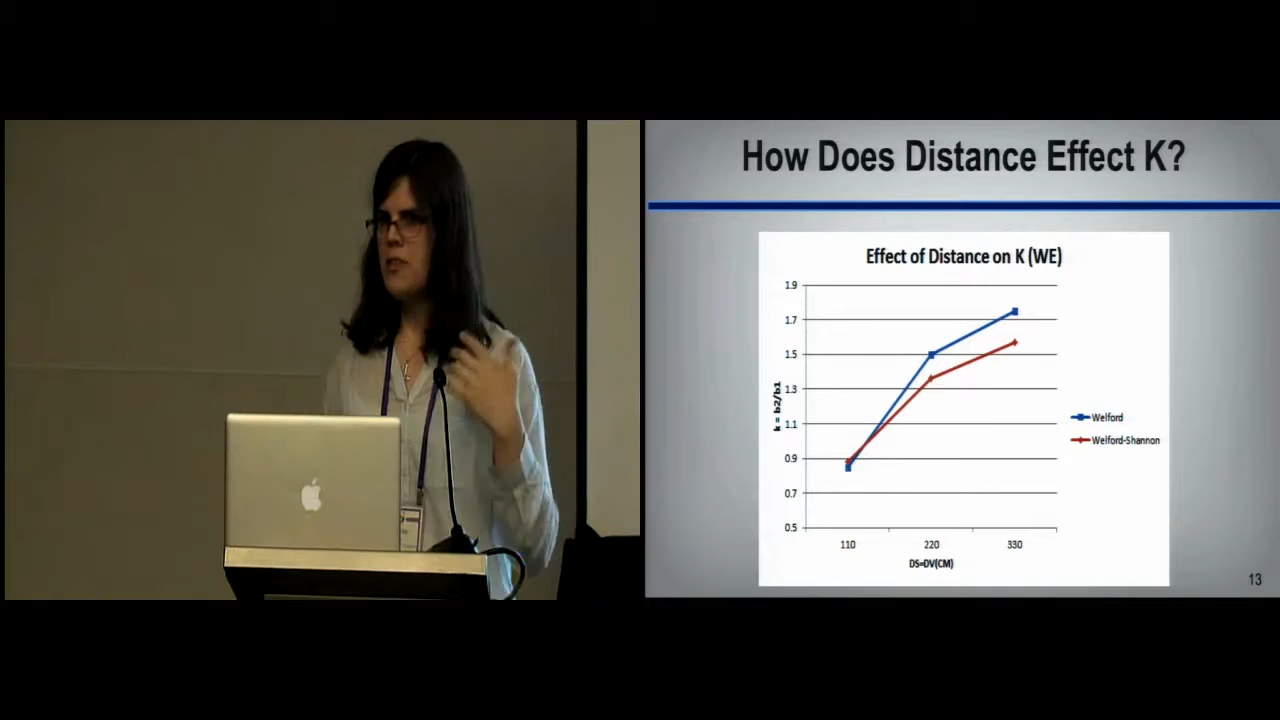 How Does Distance Effect K?
Effect of Distance on K (WE)
1.9
1.7
1.5
1.3
1.1
0.9
0.7
0.5
k = b2/b1
110 220 330
DS=DV(CM)
Welford
Welford-Shannon
13